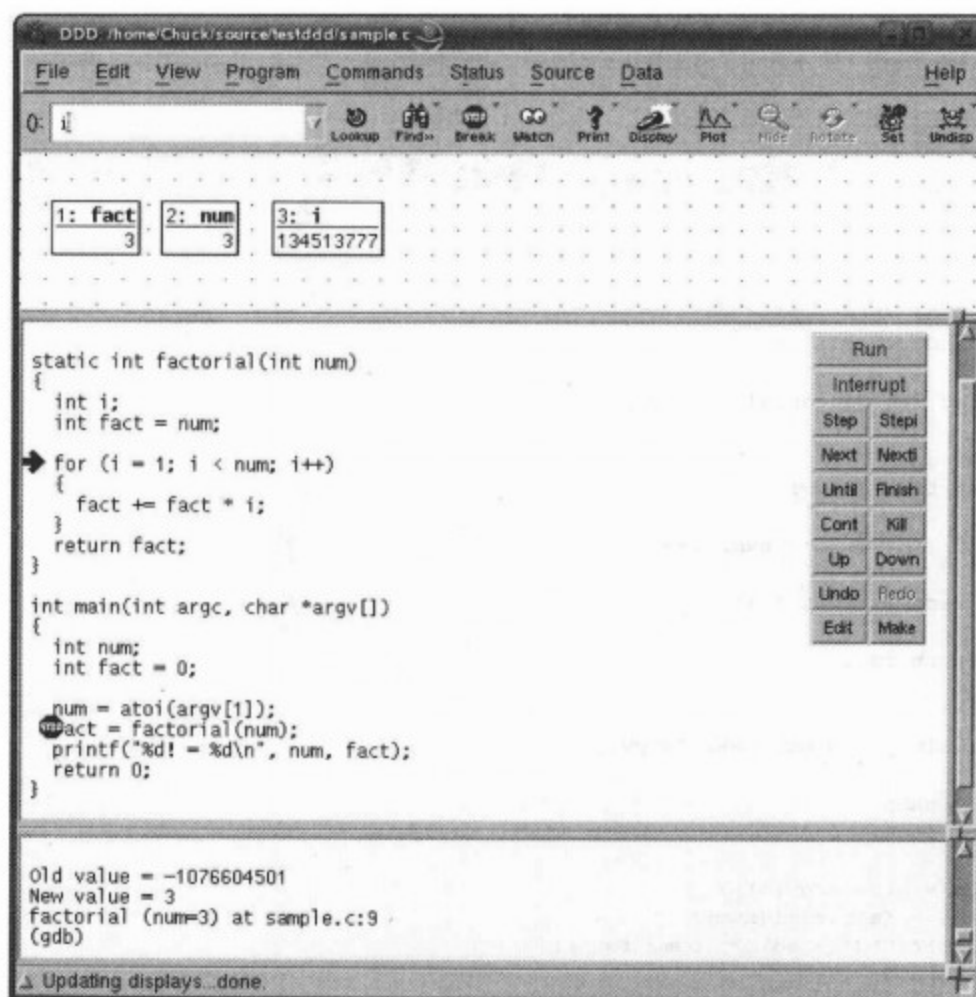 DDD: /home/Chuck/source/testddd/sample.c
File Edit View Program Commands Status Source Data Help
(): i
Lookup Find» Break Watch Print Display Plot Hide Rotate Set Undisp
1: fact 2: num 3: i
3 3 134513777
static int factorial(int num)
{
int i;
int fact = num;
for (i = 1; i < num; i++)
{
fact += fact * i;
}
return fact;
}
int main(int argc, char *argv[])
{
int num;
int fact = 0;
num = atoi(argv[1]);
STOP act = factorial(num);
printf("%d! = %d\n", num, fact);
return 0;
}
Run
Interrupt
Step Stepi
Next Nexti
Until Finish
Cont Kill
Up Down
Undo Redo
Edit Make
Old value = -1076604501
New value = 3
factorial (num=3) at sample.c:9
(gdb)
Updating displays...done.